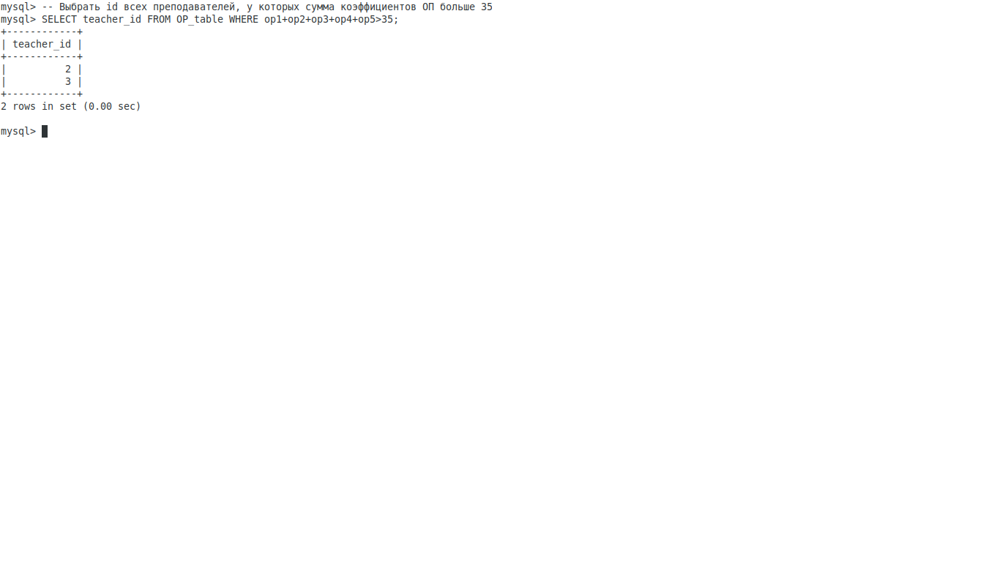 mysql> -- Выбрать id всех преподавателей, у которых сумма коэффициентов ОП больше 35
mysql> SELECT teacher_id FROM OP_table WHERE op1+op2+op3+op4+op5>35;
+------------+
| teacher_id |
+------------+
|          2 |
|          3 |
+------------+
2 rows in set (0.00 sec)
mysql>